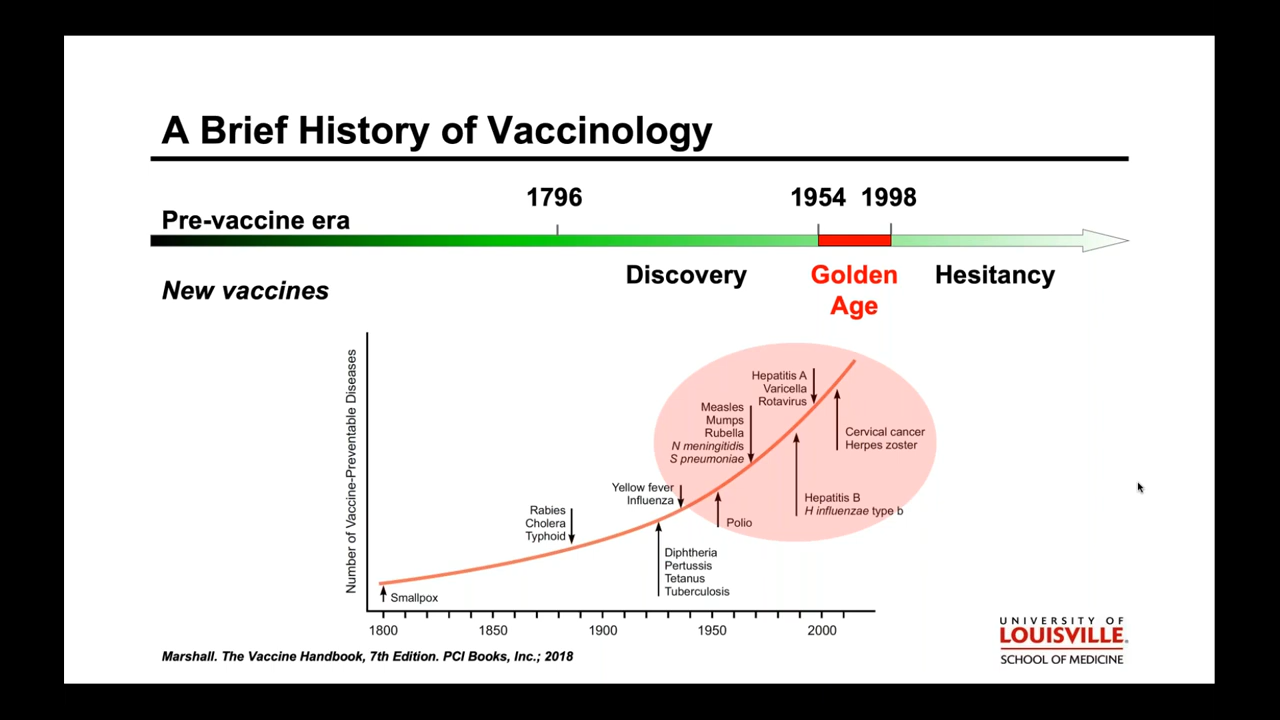 A Brief History of Vaccinology
1796
1954 1998
Pre-vaccine era
Discovery
Golden
Age
Hesitancy
New vaccines
Number of Vaccine-Preventable Diseases
Hepatitis A
Varicella
Rotavirus
Measles
Mumps
Rubella
N meningitidis
S pneumoniae
Cervical cancer
Herpes zoster
Yellow fever
Influenza
Hepatitis B
H influenzae type b
Rabies
Cholera
Typhoid
Polio
Diphtheria
Pertussis
Tetanus
Tuberculosis
Smallpox
1800 1850 1900 1950 2000
Marshall. The Vaccine Handbook, 7th Edition. PCI Books, Inc.; 2018
UNIVERSITY OF
LOUISVILLE.
SCHOOL OF MEDICINE